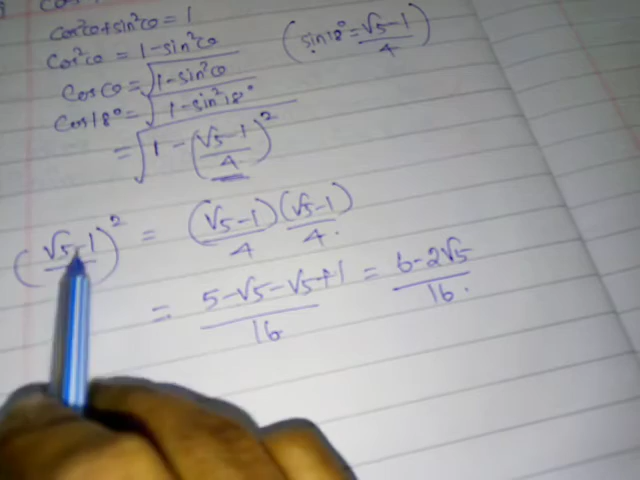 cos²θ+sin²θ = 1
cos²θ = 1-sin²θ
cosθ = √1-sin²θ (sin18° = √5-1/4)
cos18° = √1-sin²18°
= √1-(√5-1/4)²
(√5-1/)² = (√5-1)/4 (√5-1)/4.
= 5-√5-√5+1/16 = 6-2√5/16.